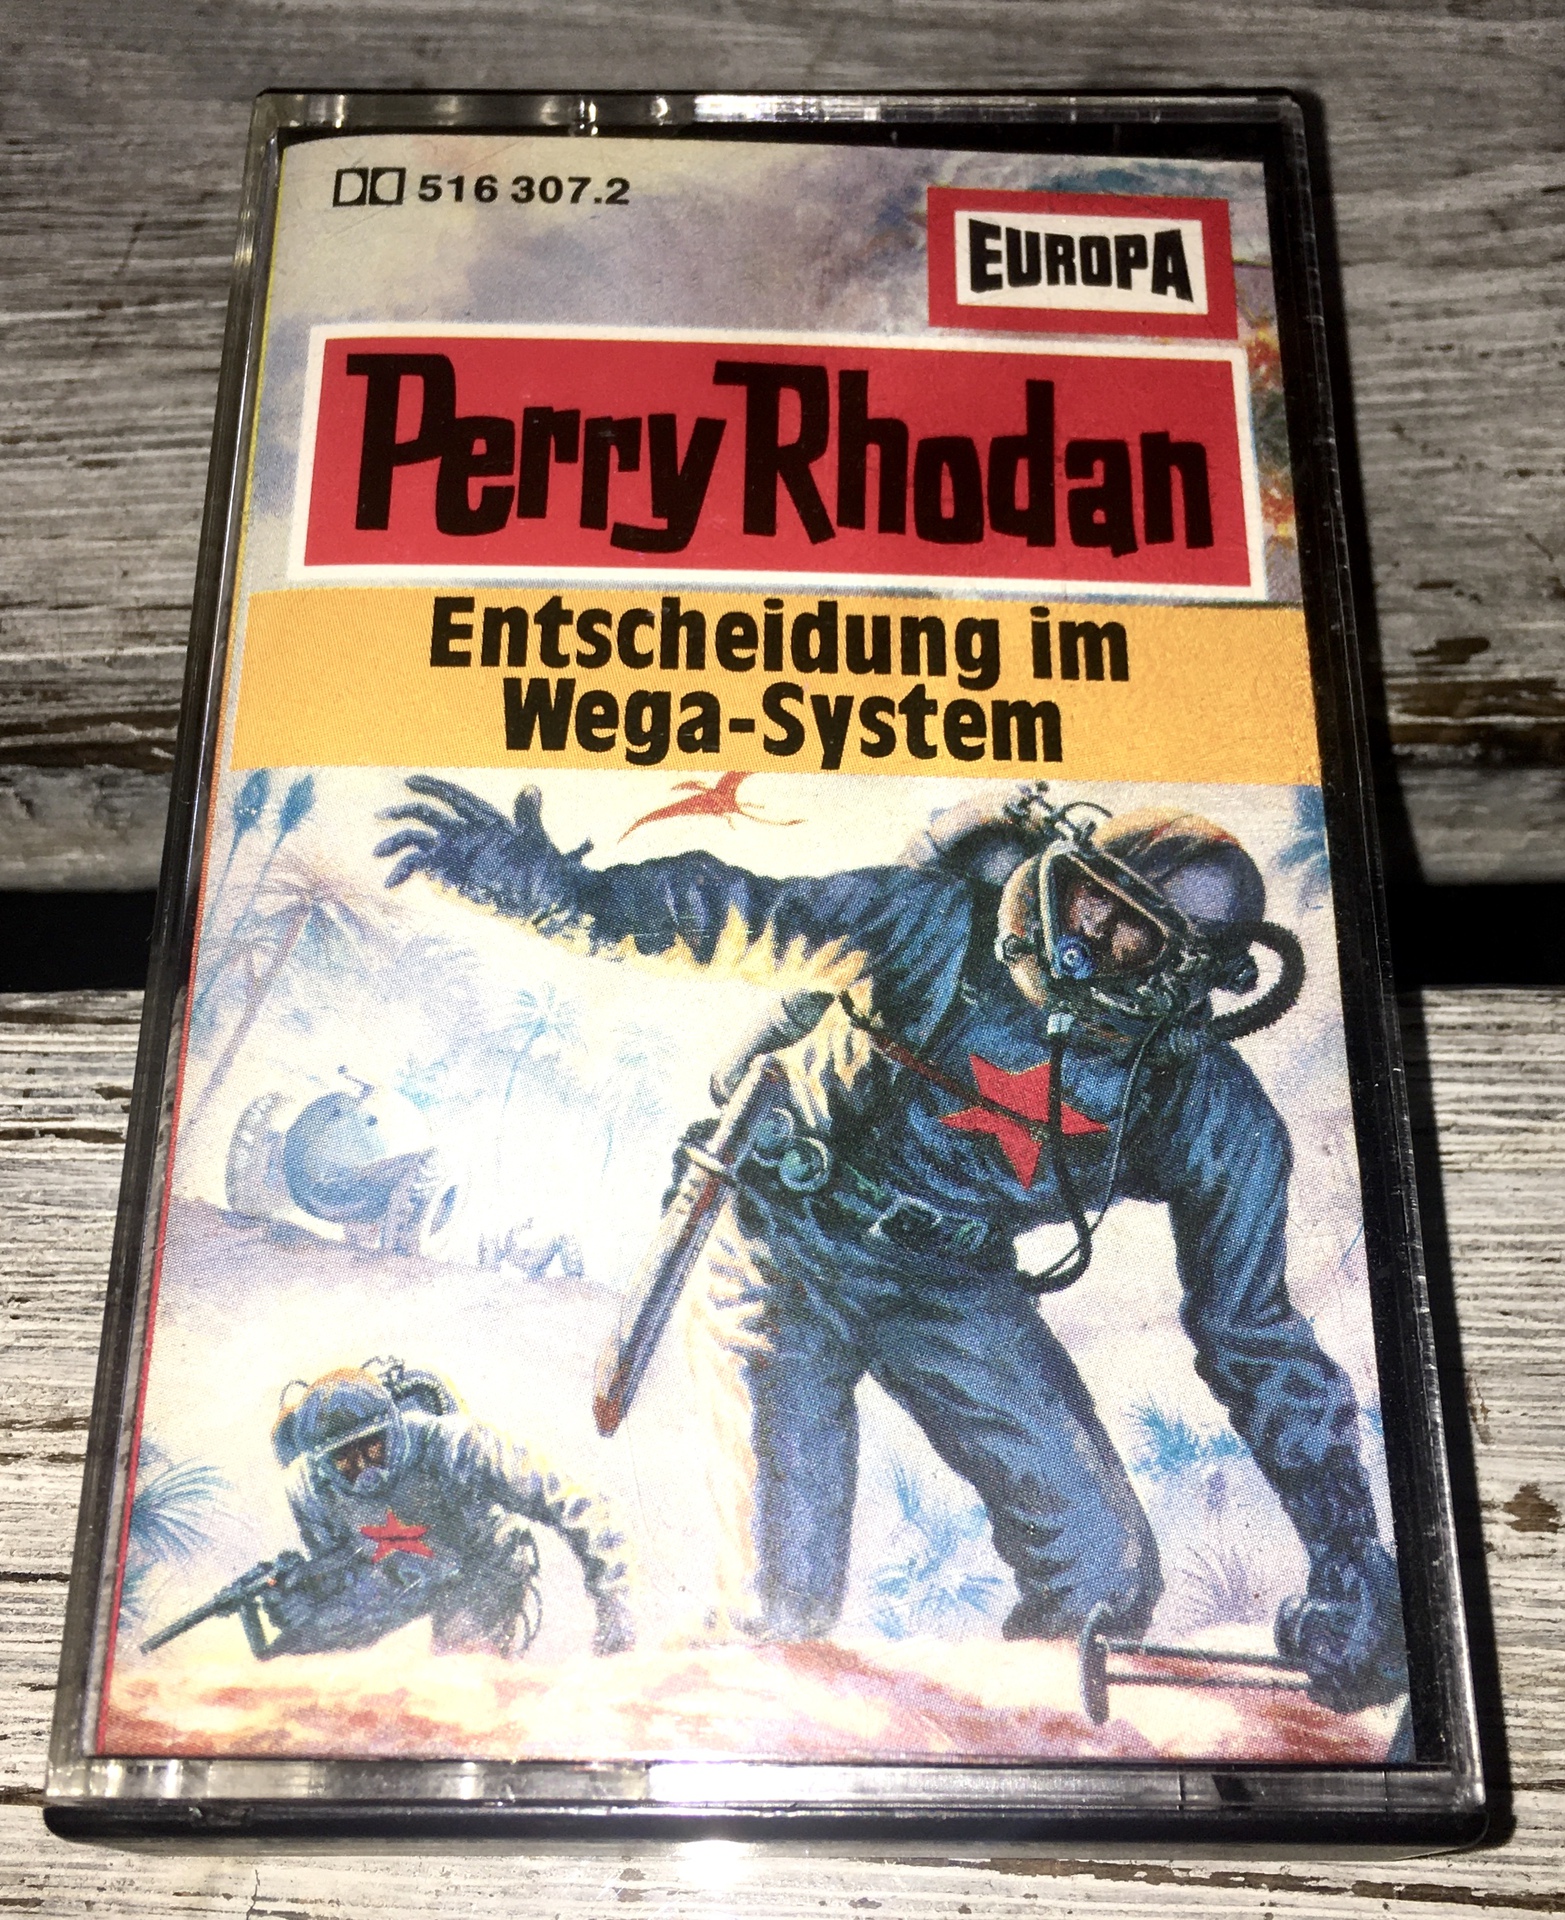 516 307.2
EUROPA
Perry Rhodan
Entscheidung im
Wega-System